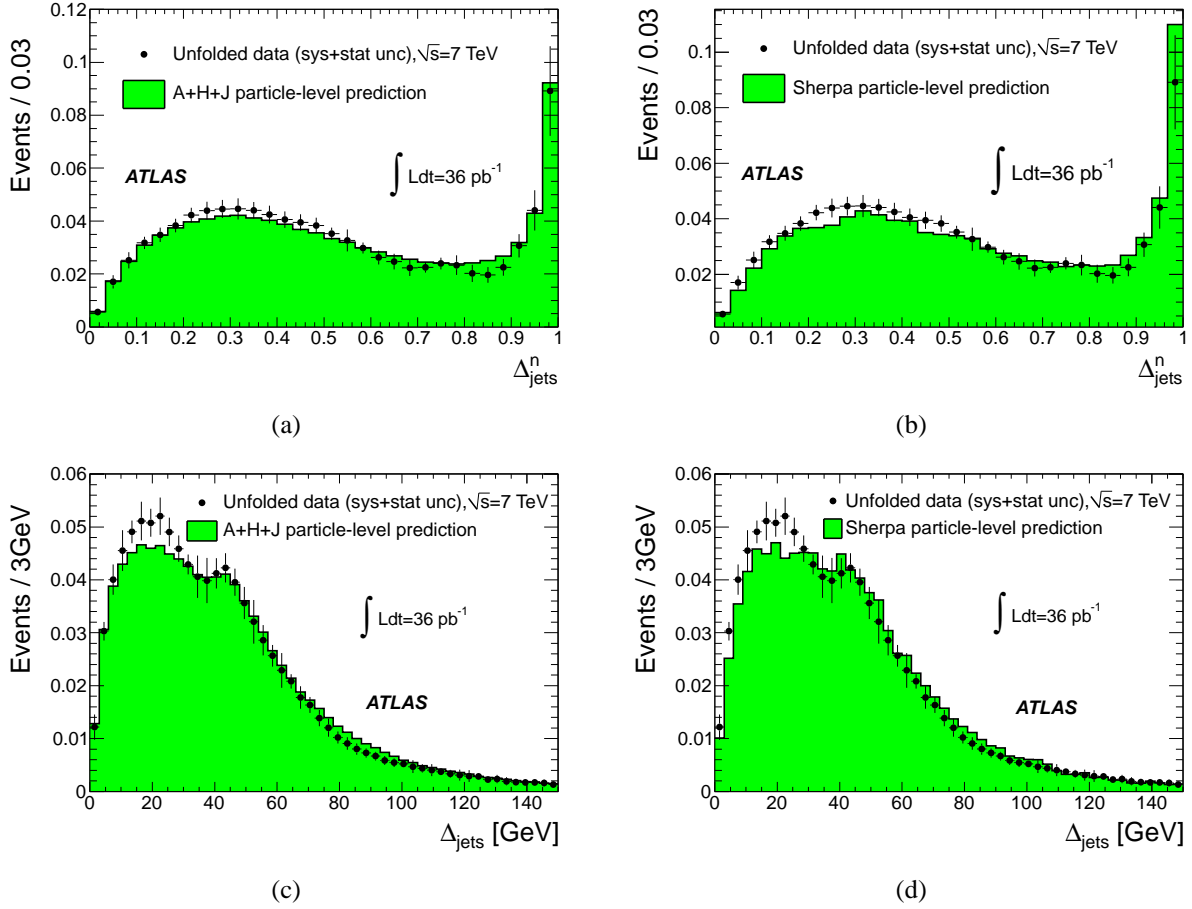 Events / 0.03
0.12
0.1
0.08
0.06
0.04
0.02
0
Unfolded data (sys+stat unc),√s=7 TeV
A+H+J particle-level prediction
ATLAS
∫ Ldt=36 pb⁻¹
0 0.1 0.2 0.3 0.4 0.5 0.6 0.7 0.8 0.9 1
Δⁿjets
(a)
Events / 0.03
0.1
0.08
0.06
0.04
0.02
Unfolded data (sys+stat unc),√s=7 TeV
Sherpa particle-level prediction
ATLAS
∫ Ldt=36 pb⁻¹
0 0.1 0.2 0.3 0.4 0.5 0.6 0.7 0.8 0.9 1
Δⁿjets
(b)
Events / 3GeV
0.06
0.05
0.04
0.03
0.02
0.01
0
Unfolded data (sys+stat unc),√s=7 TeV
A+H+J particle-level prediction
∫ Ldt=36 pb⁻¹
ATLAS
0 20 40 60 80 100 120 140
Δjets [GeV]
(c)
Events / 3GeV
0.06
0.05
0.04
0.03
0.02
0.01
0
Unfolded data (sys+stat unc),√s=7 TeV
Sherpa particle-level prediction
∫ Ldt=36 pb⁻¹
ATLAS
0 20 40 60 80 100 120 140
Δjets [GeV]
(d)